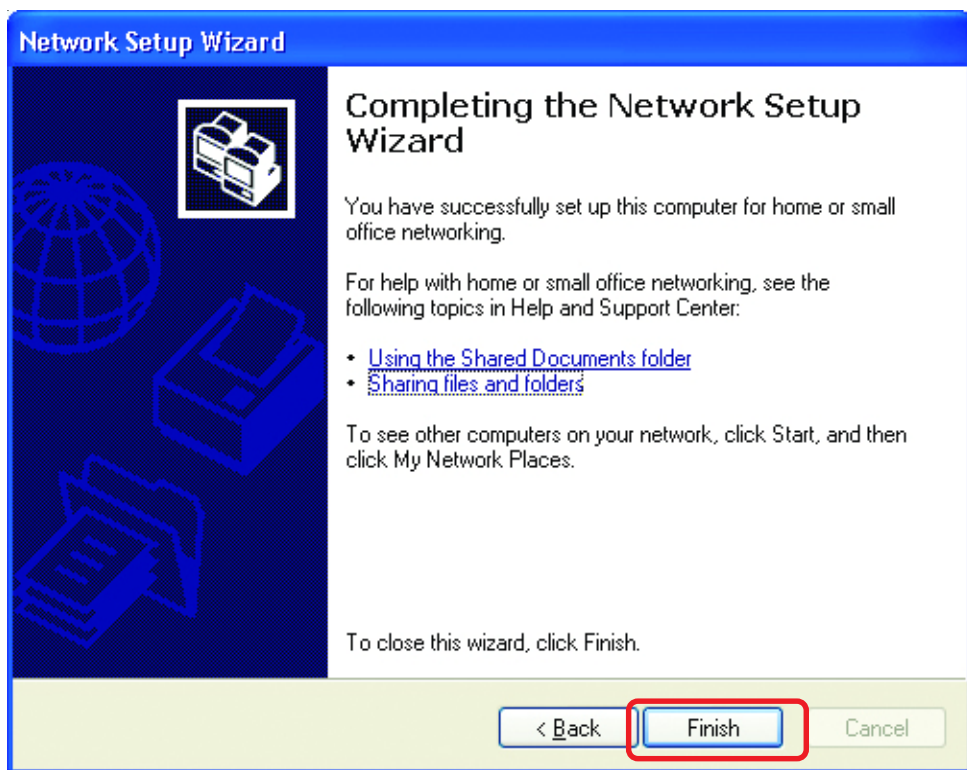 Network Setup Wizard
Completing the Network Setup
Wizard
You have successfully set up this computer for home or small
office networking.
For help with home or small office networking, see the
following topics in Help and Support Center:
• Using the Shared Documents folder
• Sharing files and folders
To see other computers on your network, click Start, and then
click My Network Places.
To close this wizard, click Finish.
< Back Finish Cancel